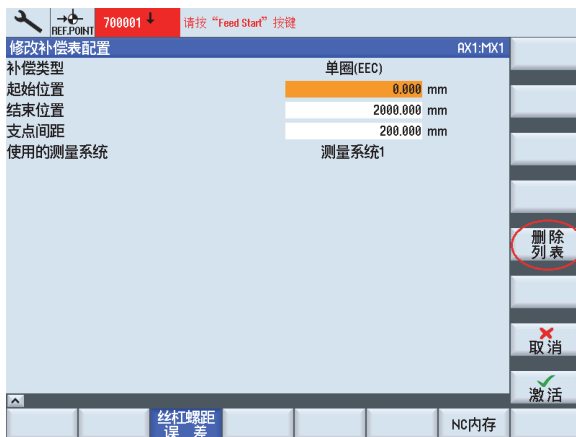 REF.POINT 700001 请按“Feed Start”按键
修改补偿表配置 AX1:MX1
补偿类型 单圈(EEC)
起始位置 0.000 mm
结束位置 2000.000 mm
支点间距 200.000 mm
使用的测量系统 测量系统1
删除
列表
取消
激活
丝杠螺距
误 差
NC内存